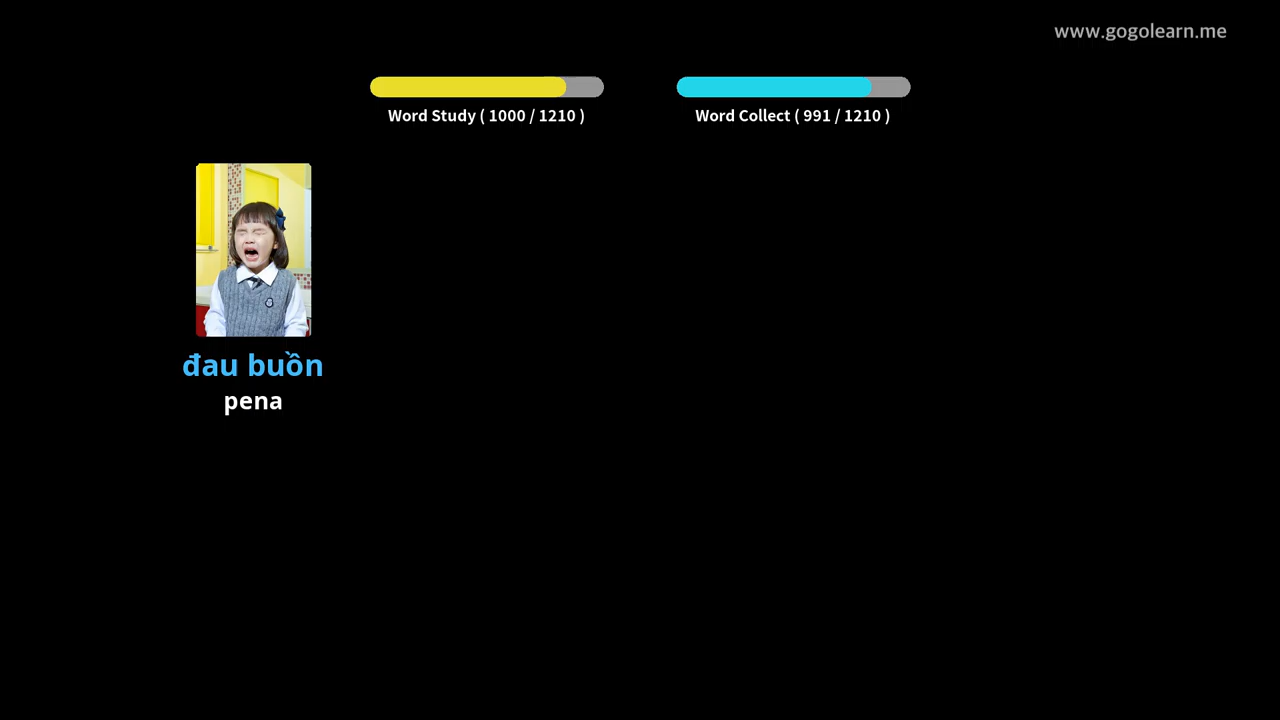 www.gogolearn.me
Word Study ( 1000 / 1210 )
Word Collect ( 991 / 1210 )
đau buồn
pena